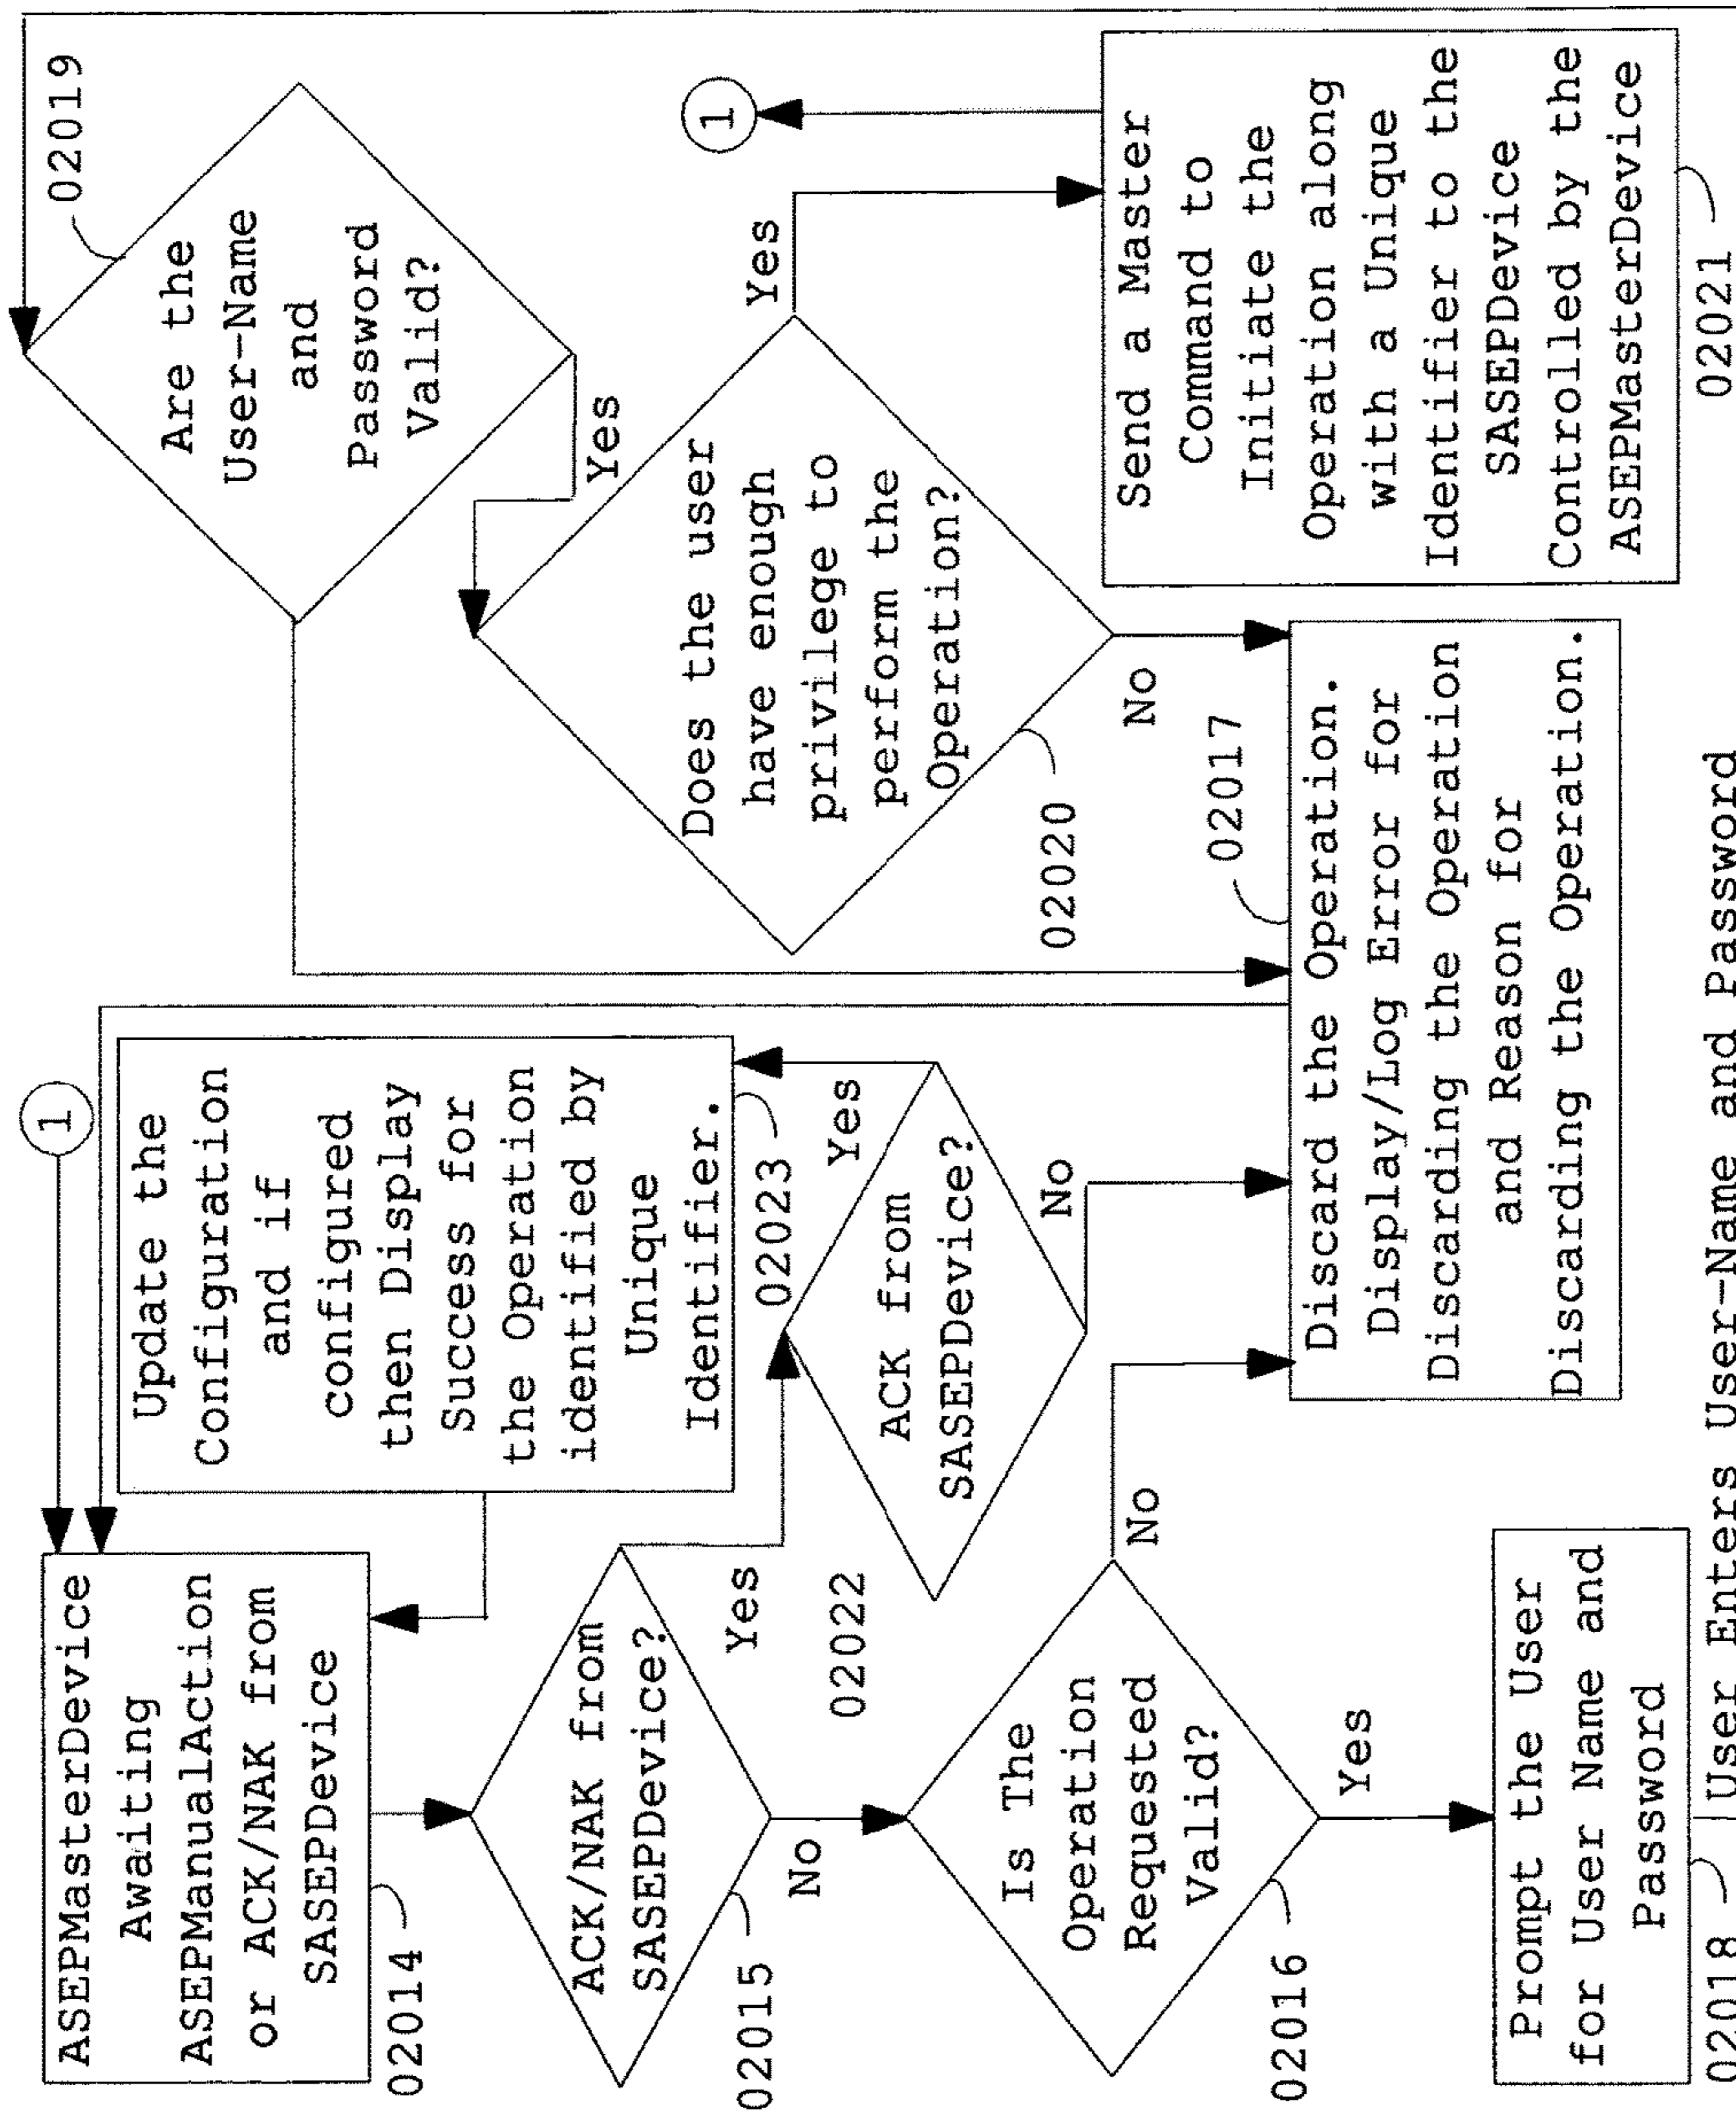 ASEPMasterDevice
Awaiting
ASEPManualAction
or ACK/NAK from
SASEPDevice
02014
1
Update the
Configuration
and if
configured
then Display
Success for
the Operation
identified by
Unique
Identifier.
02023
ACK/NAK from
SASEPDevice?
02015
Yes
No
02022
ACK from
SASEPDevice?
Yes
No
Is The
Operation
Requested
Valid?
02016
No
Yes
Prompt the User
for User Name and
Password
02018
User Enters User-Name and Password
Are the
User-Name
and
Password
Valid?
02019
Yes
Does the user
have enough
privilege to
perform the
Operation?
02020
Yes
No
02017
Discard the Operation.
Display/Log Error for
Discarding the Operation
and Reason for
Discarding the Operation.
1
Send a Master
Command to
Initiate the
Operation along
with a Unique
Identifier to the
SASEPDevice
Controlled by the
ASEPMasterDevice
02021